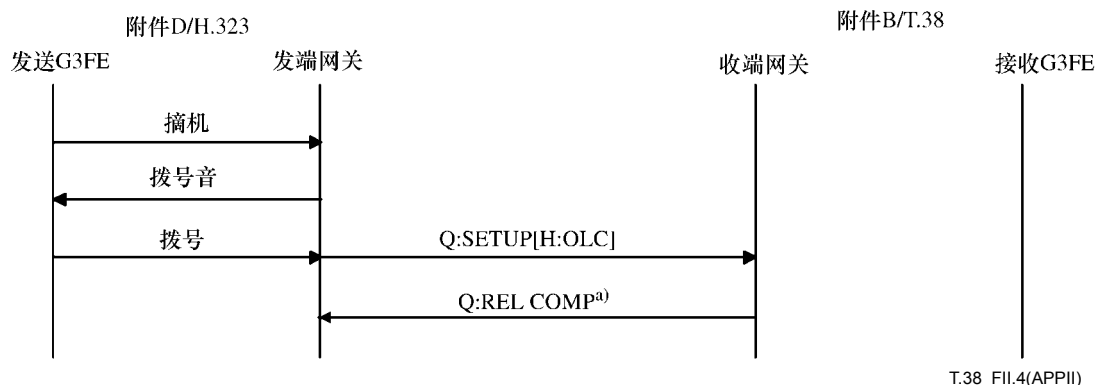 附件D/H.323
附件B/T.38
发送G3FE
发端网关
收端网关
接收G3FE
摘机
拨号音
拨号
Q:SETUP[H:OLC]
Q:REL COMPa)
T.38_FII.4(APPII)